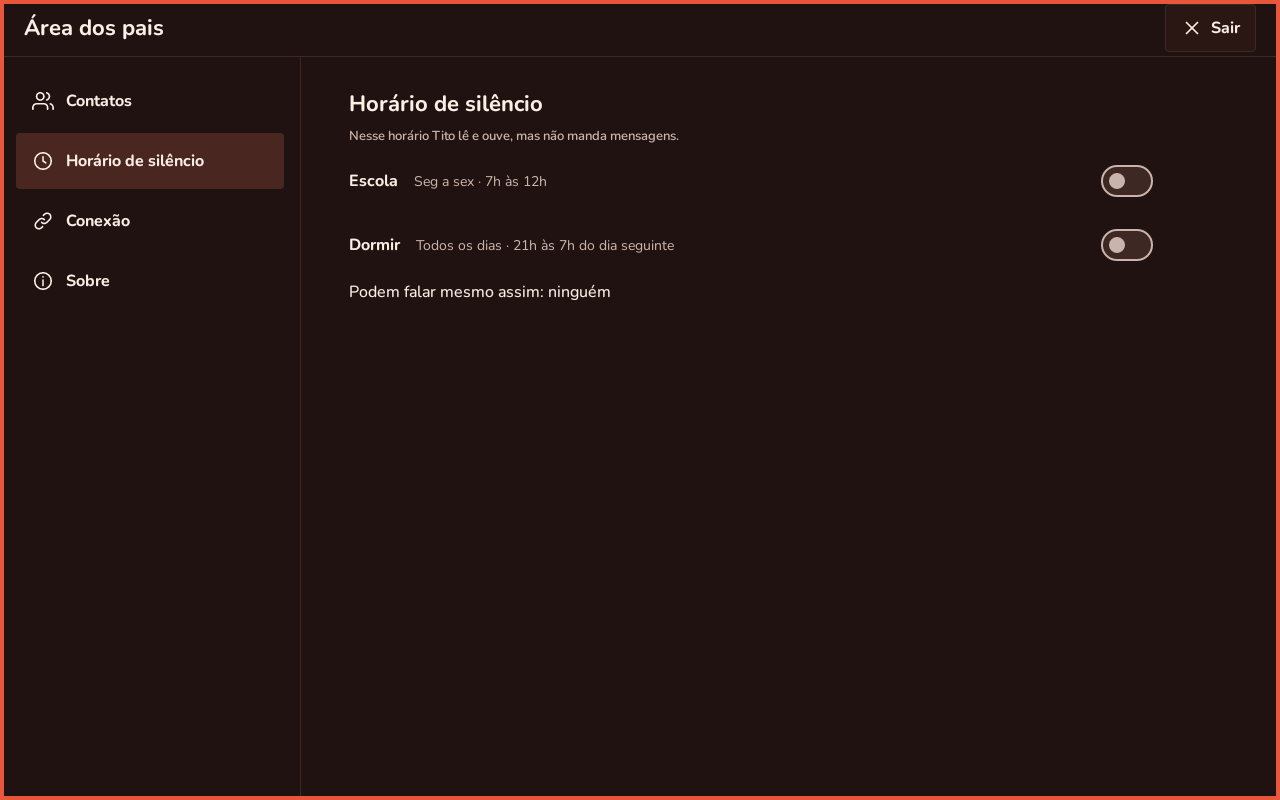 Área dos pais
Sair
Contatos
Horário de silêncio
Conexão
Sobre
Horário de silêncio
Nesse horário Tito lê e ouve, mas não manda mensagens.
Escola Seg a sex · 7h às 12h
Dormir Todos os dias · 21h às 7h do dia seguinte
Podem falar mesmo assim: ninguém